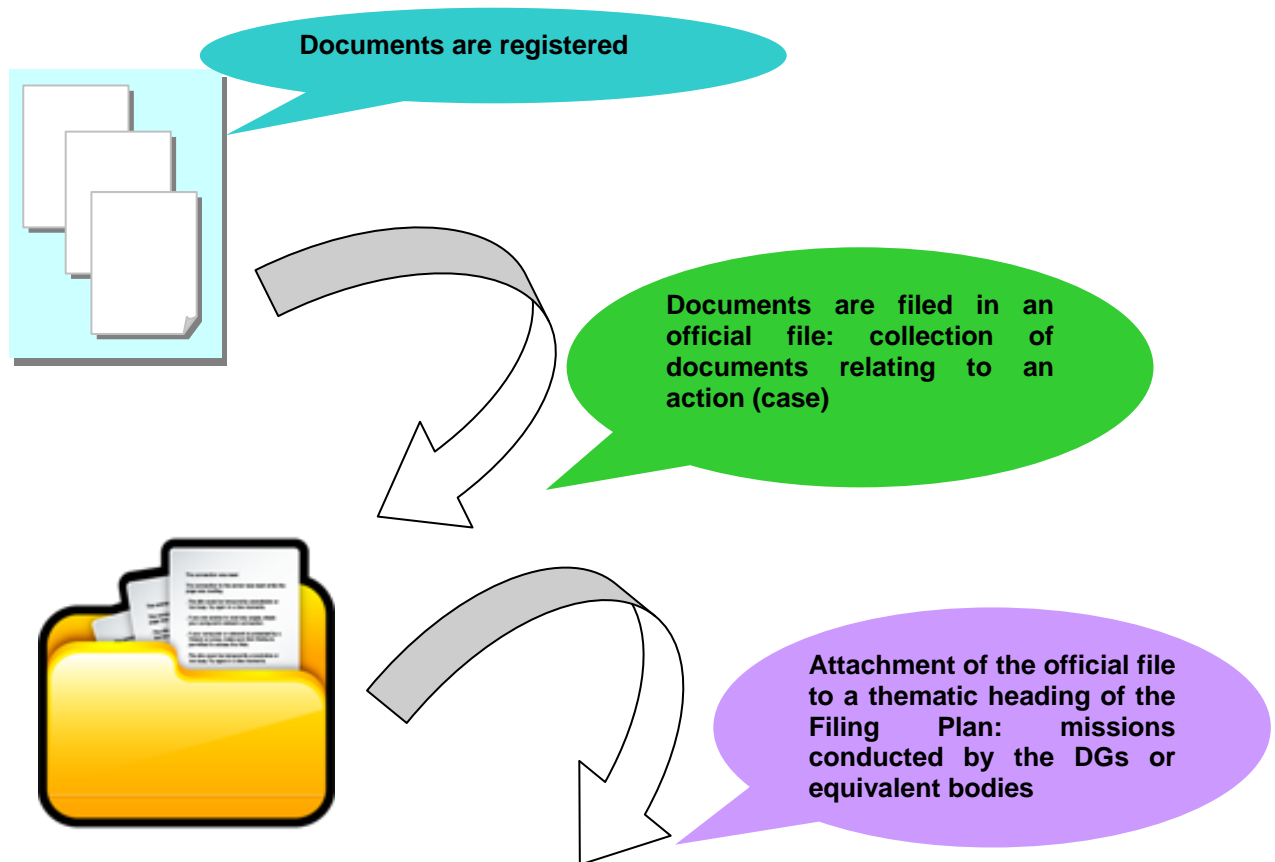 Documents are registered
Documents are filed in an
official file: collection of
documents relating to an
action (case)
Attachment of the official file
to a thematic heading of the
Filing Plan: missions
conducted by the DGs or
equivalent bodies